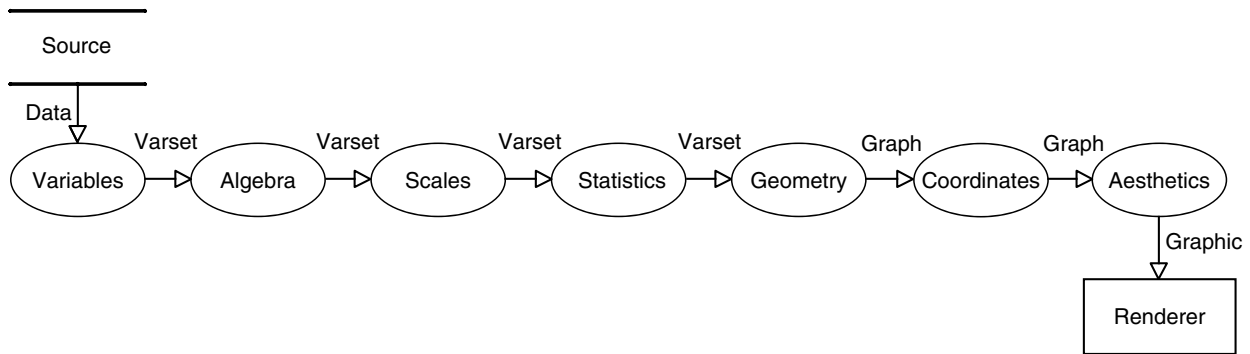 Source
Data
Varset
Varset
Varset
Varset
Graph
Graph
Variables
Algebra
Scales
Statistics
Geometry
Coordinates
Aesthetics
Graphic
Renderer